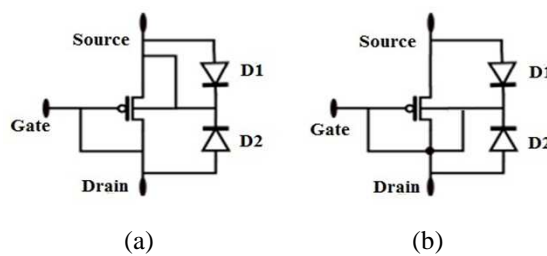 Source
D1
Gate
D2
Drain
(a)
Source
D1
Gate
D2
Drain
(b)